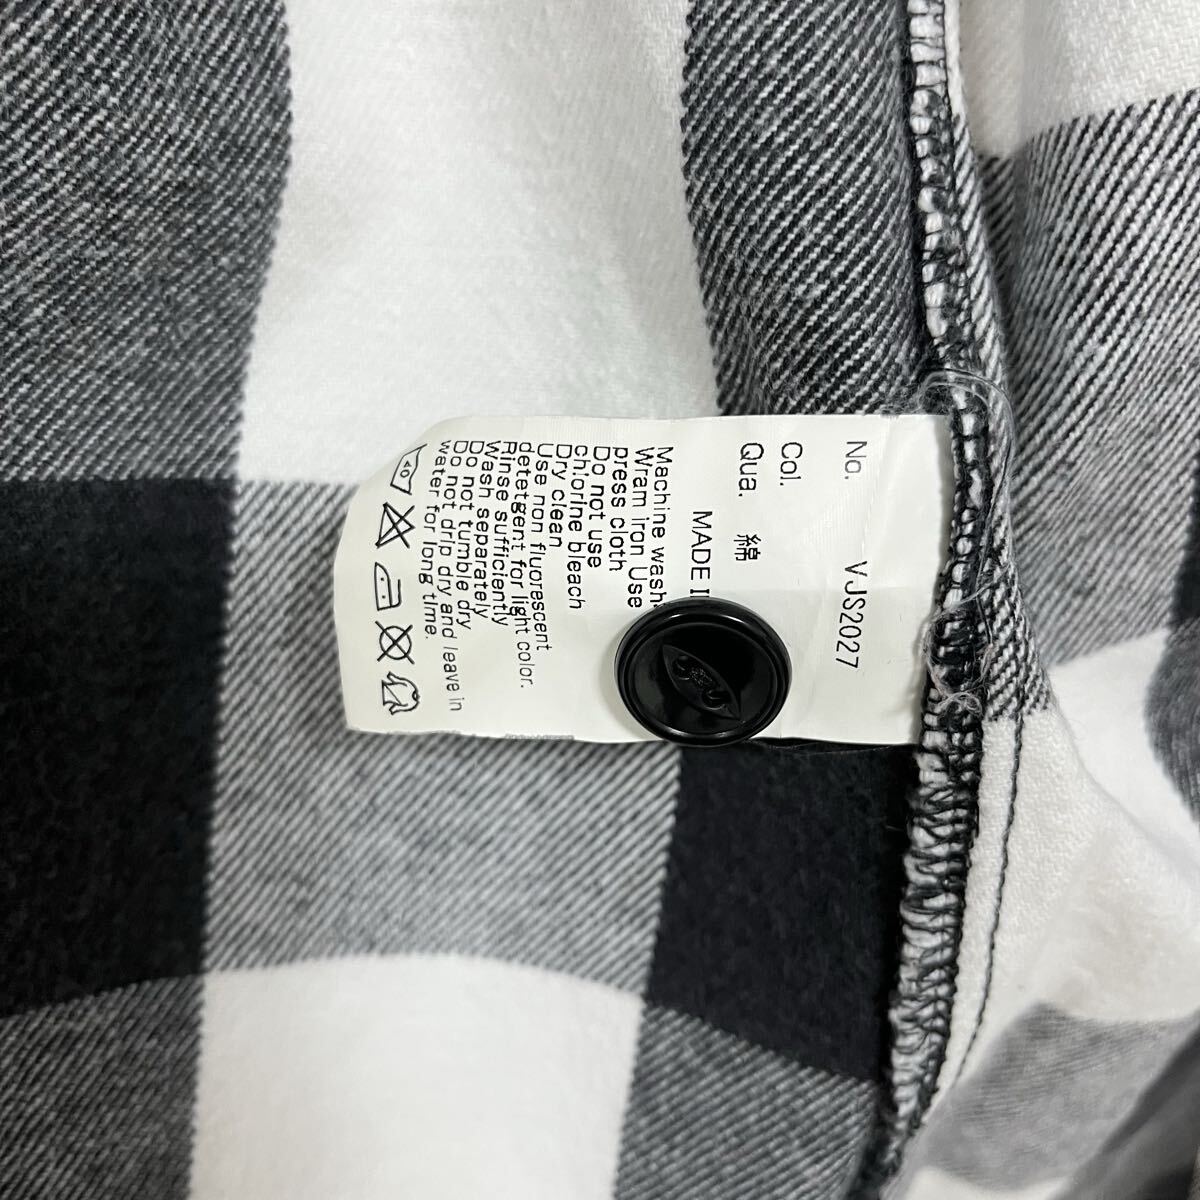 No. VJS2027
Col.
Qua. 綿
MADE
Machine wash
Wram iron Use
press cloth
Do not use
chlorine bleach
Dry clean
Use non fluorescent
detetgent for light color.
Rinse sufficiently
Wash separately
Do not tumble dry
Do not drip dry and leave in
water for long time.
40